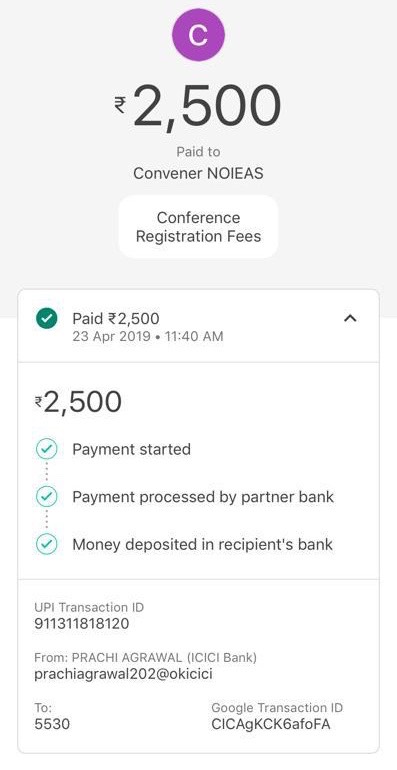 C
₹2,500
Paid to
Convener NOIEAS
Conference
Registration Fees
Paid ₹2,500
23 Apr 2019 • 11:40 AM
₹2,500
Payment started
Payment processed by partner bank
Money deposited in recipient's bank
UPI Transaction ID
911311818120
From: PRACHI AGRAWAL (ICICI Bank)
prachiagrawal202@okicici
To:
5530
Google Transaction ID
CICAgKCK6afoFA